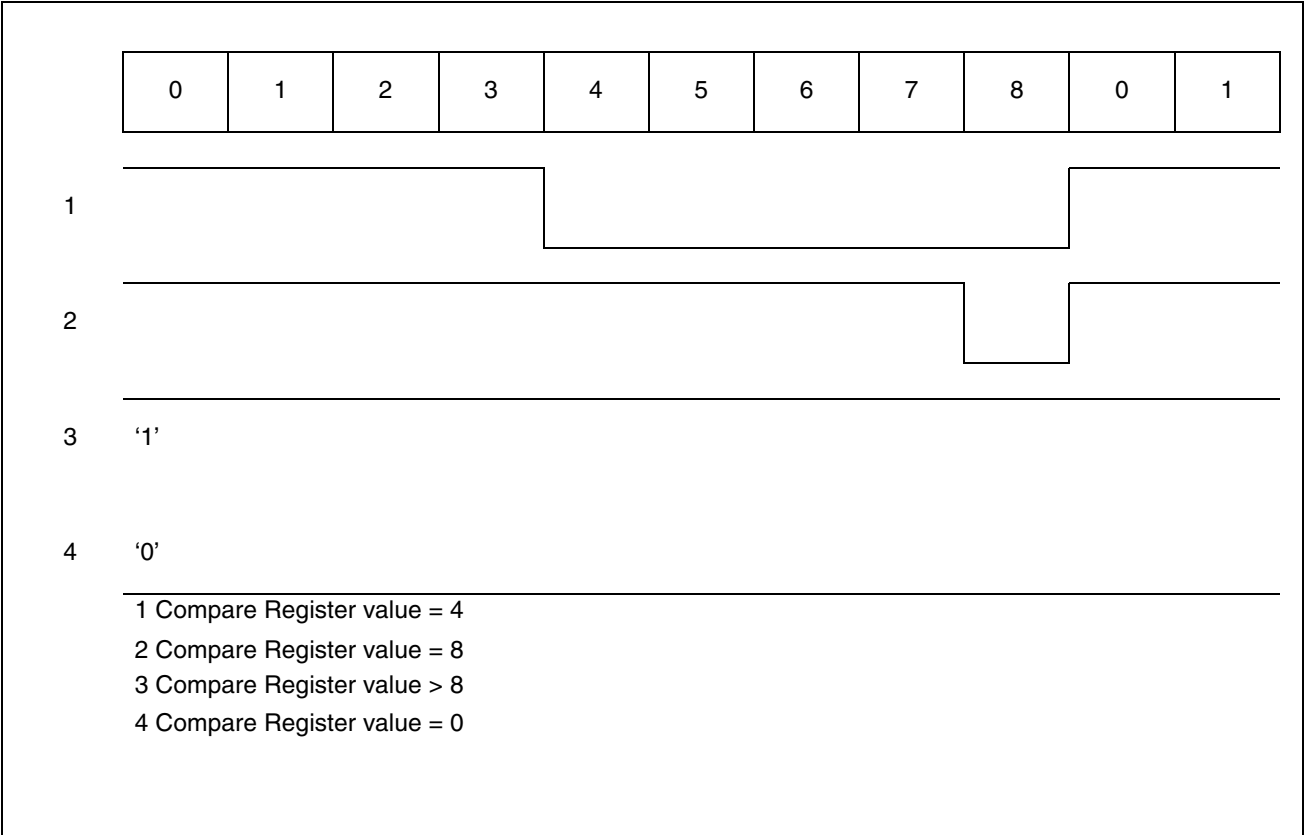 0 1 2 3 4 5 6 7 8 0 1
1
2
3 ‘1’
4 ‘0’
1 Compare Register value = 4
2 Compare Register value = 8
3 Compare Register value > 8
4 Compare Register value = 0